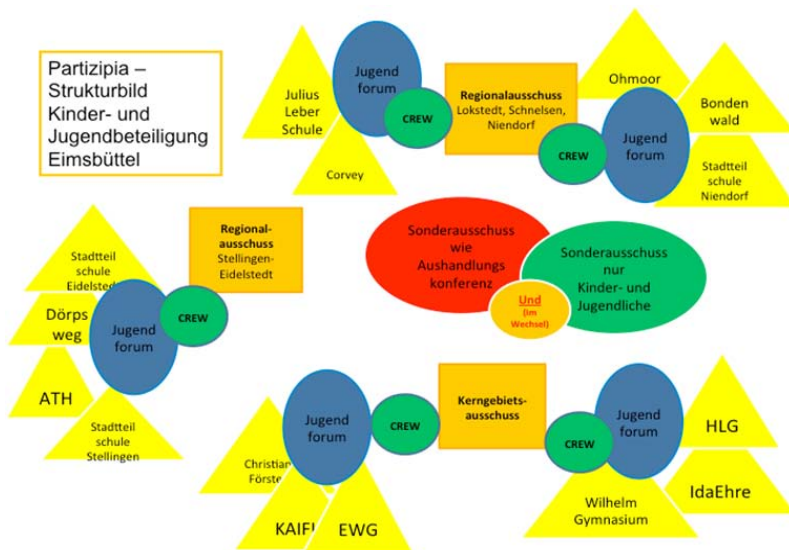 Partizipia –
Strukturbild
Kinder- und
Jugendbeteiligung
Eimsbüttel
Julius
Leber
Schule
Jugend
forum
CREW
Corvey
Regionalausschuss
Lokstedt, Schnelsen,
Niendorf
CREW
Jugend
forum
Ohmoor
Bonden
wald
Stadtteil
schule
Niendorf
Regional-
ausschuss
Stellingen-
Eidelstedt
Stadtteil
schule
Eidelsted
Dörps
weg
Jugend
forum
CREW
ATH
Stadtteil
schule
Stellingen
Sonderausschuss
wie
Aushandlungs
konferenz
Und
(im
Wechsel)
Sonderausschuss
nur
Kinder- und
Jugendliche
Christian
Förste
Jugend
forum
CREW
EWG
Kerngebiets-
ausschuss
CREW
Jugend
forum
HLG
IdaEhre
Wilhelm
Gymnasium